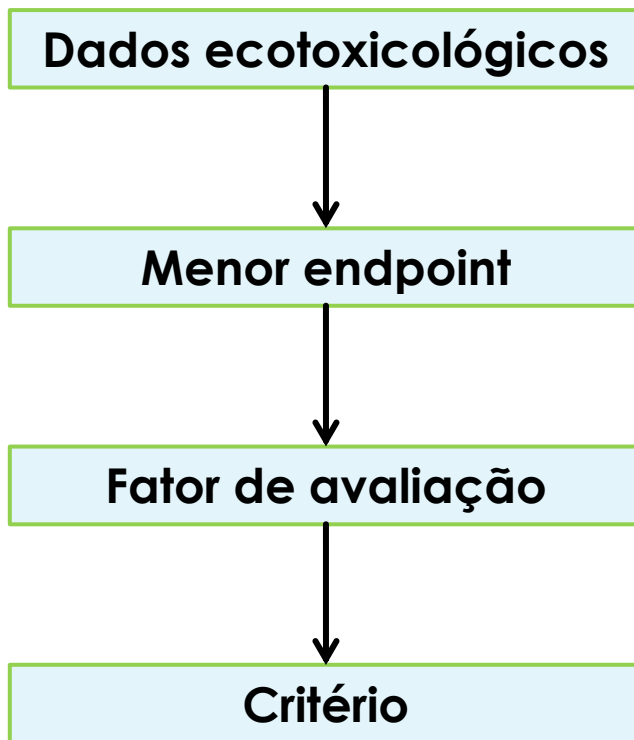 Dados ecotoxicológicos
Menor endpoint
Fator de avaliação
Critério